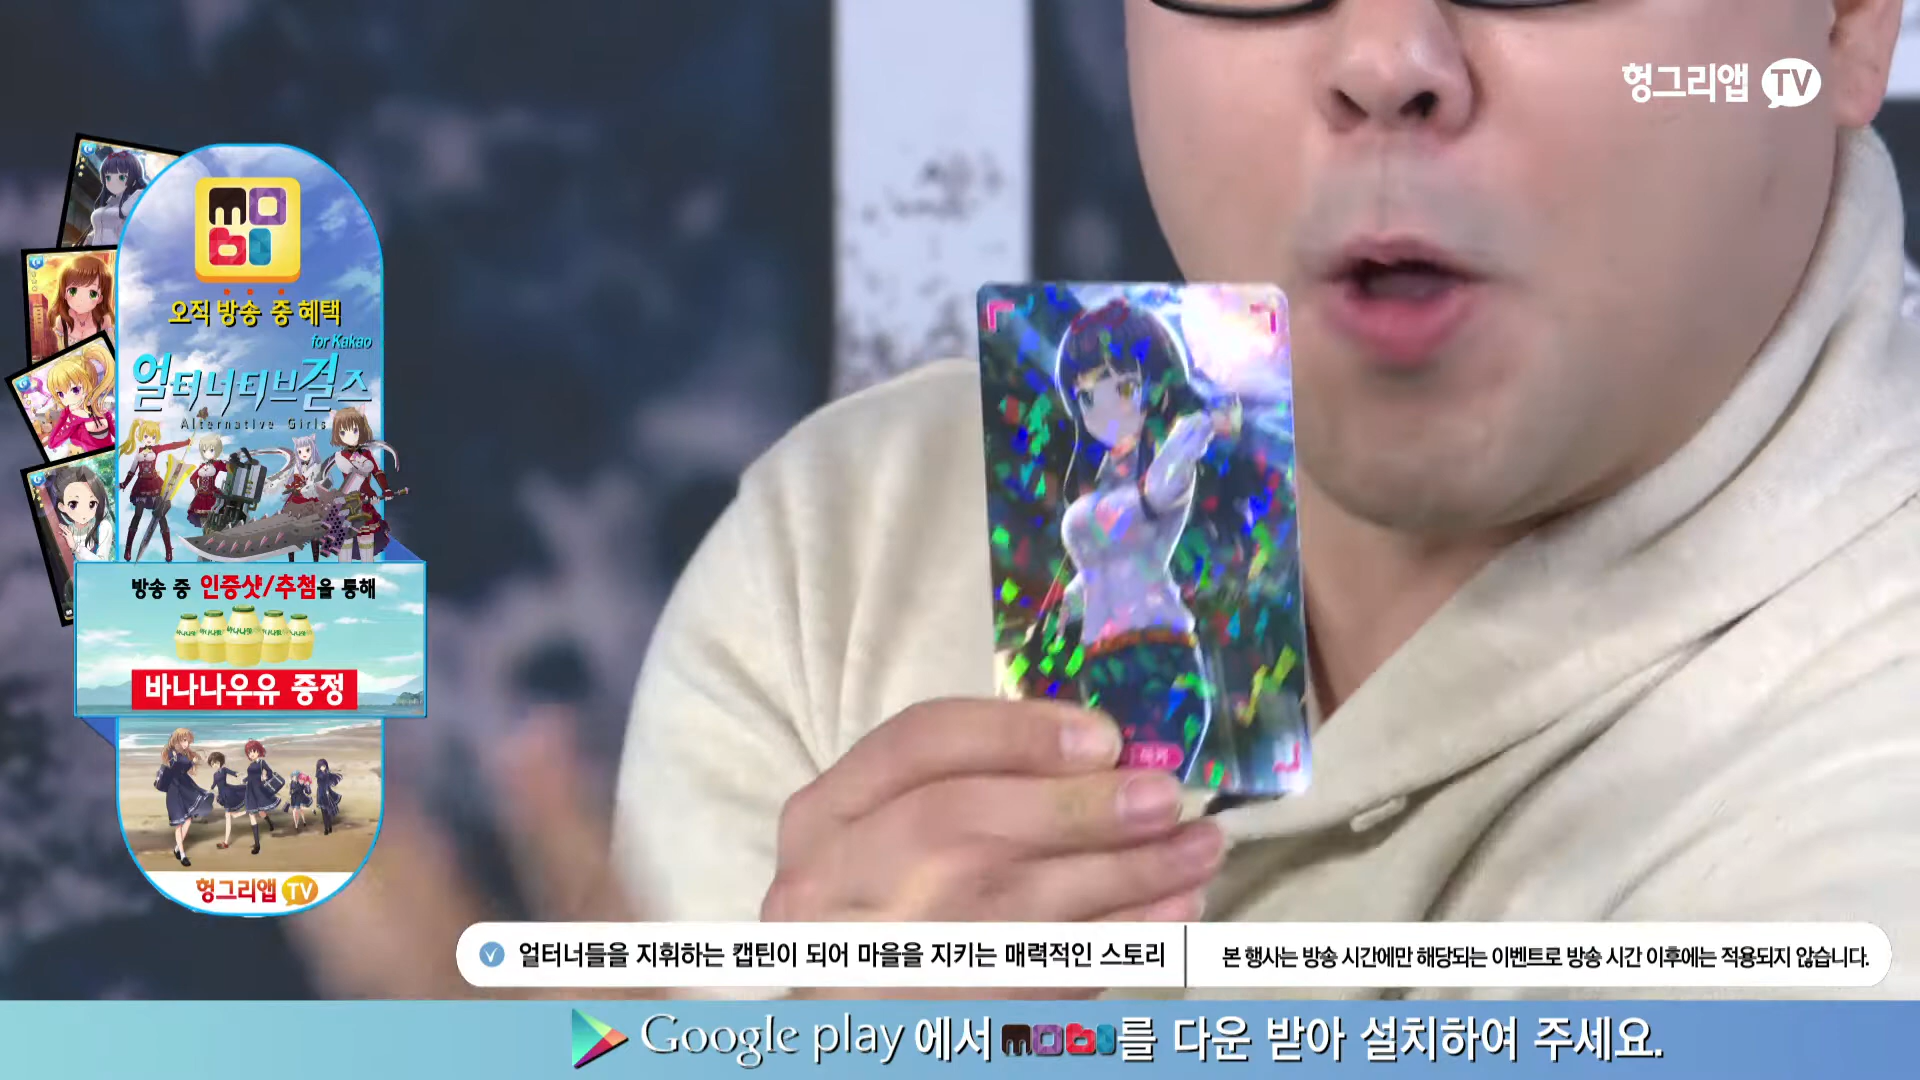 헝그리앱 TV
mobi
오직 방송 중 혜택
for Kakao
얼터너티브걸즈
Alternative Girls
방송 중 인증샷/추첨을 통해
바나나우유 증정
헝그리앱 TV
얼터너들을 지휘하는 캡틴이 되어 마을을 지키는 매력적인 스토리
본 행사는 방송 시간에만 해당되는 이벤트로 방송 시간 이후에는 적용되지 않습니다.
Google play에서 mobi를 다운 받아 설치하여 주세요.